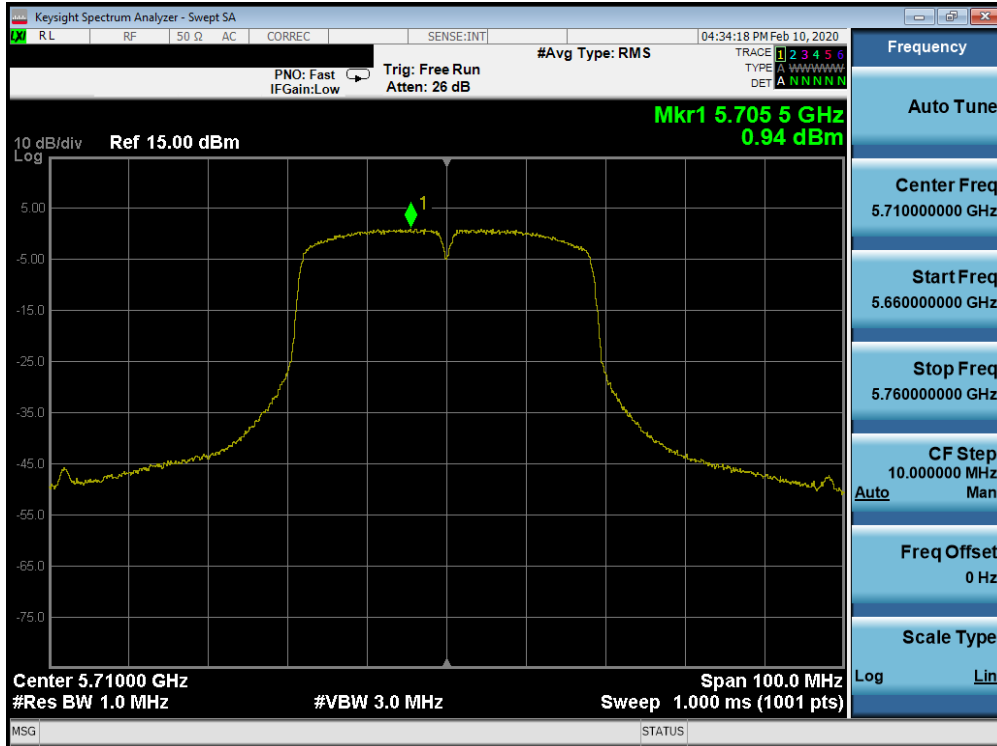 Keysight Spectrum Analyzer - Swept SA
LXI RL RF 50 Ω AC CORREC SENSE:INT 04:34:18 PM Feb 10, 2020
#Avg Type: RMS
TRACE 1 2 3 4 5 6
TYPE A WWWWW
DET A N N N N N
PNO: Fast
IFGain:Low
Trig: Free Run
Atten: 26 dB
Mkr1 5.705 5 GHz
0.94 dBm
10 dB/div Ref 15.00 dBm
Log
1
5.00
-5.00
-15.0
-25.0
-35.0
-45.0
-55.0
-65.0
-75.0
Center 5.71000 GHz Span 100.0 MHz
#Res BW 1.0 MHz #VBW 3.0 MHz Sweep 1.000 ms (1001 pts)
MSG STATUS
Frequency
Auto Tune
Center Freq
5.710000000 GHz
Start Freq
5.660000000 GHz
Stop Freq
5.760000000 GHz
CF Step
10.000000 MHz
Auto Man
Freq Offset
0 Hz
Scale Type
Log Lin